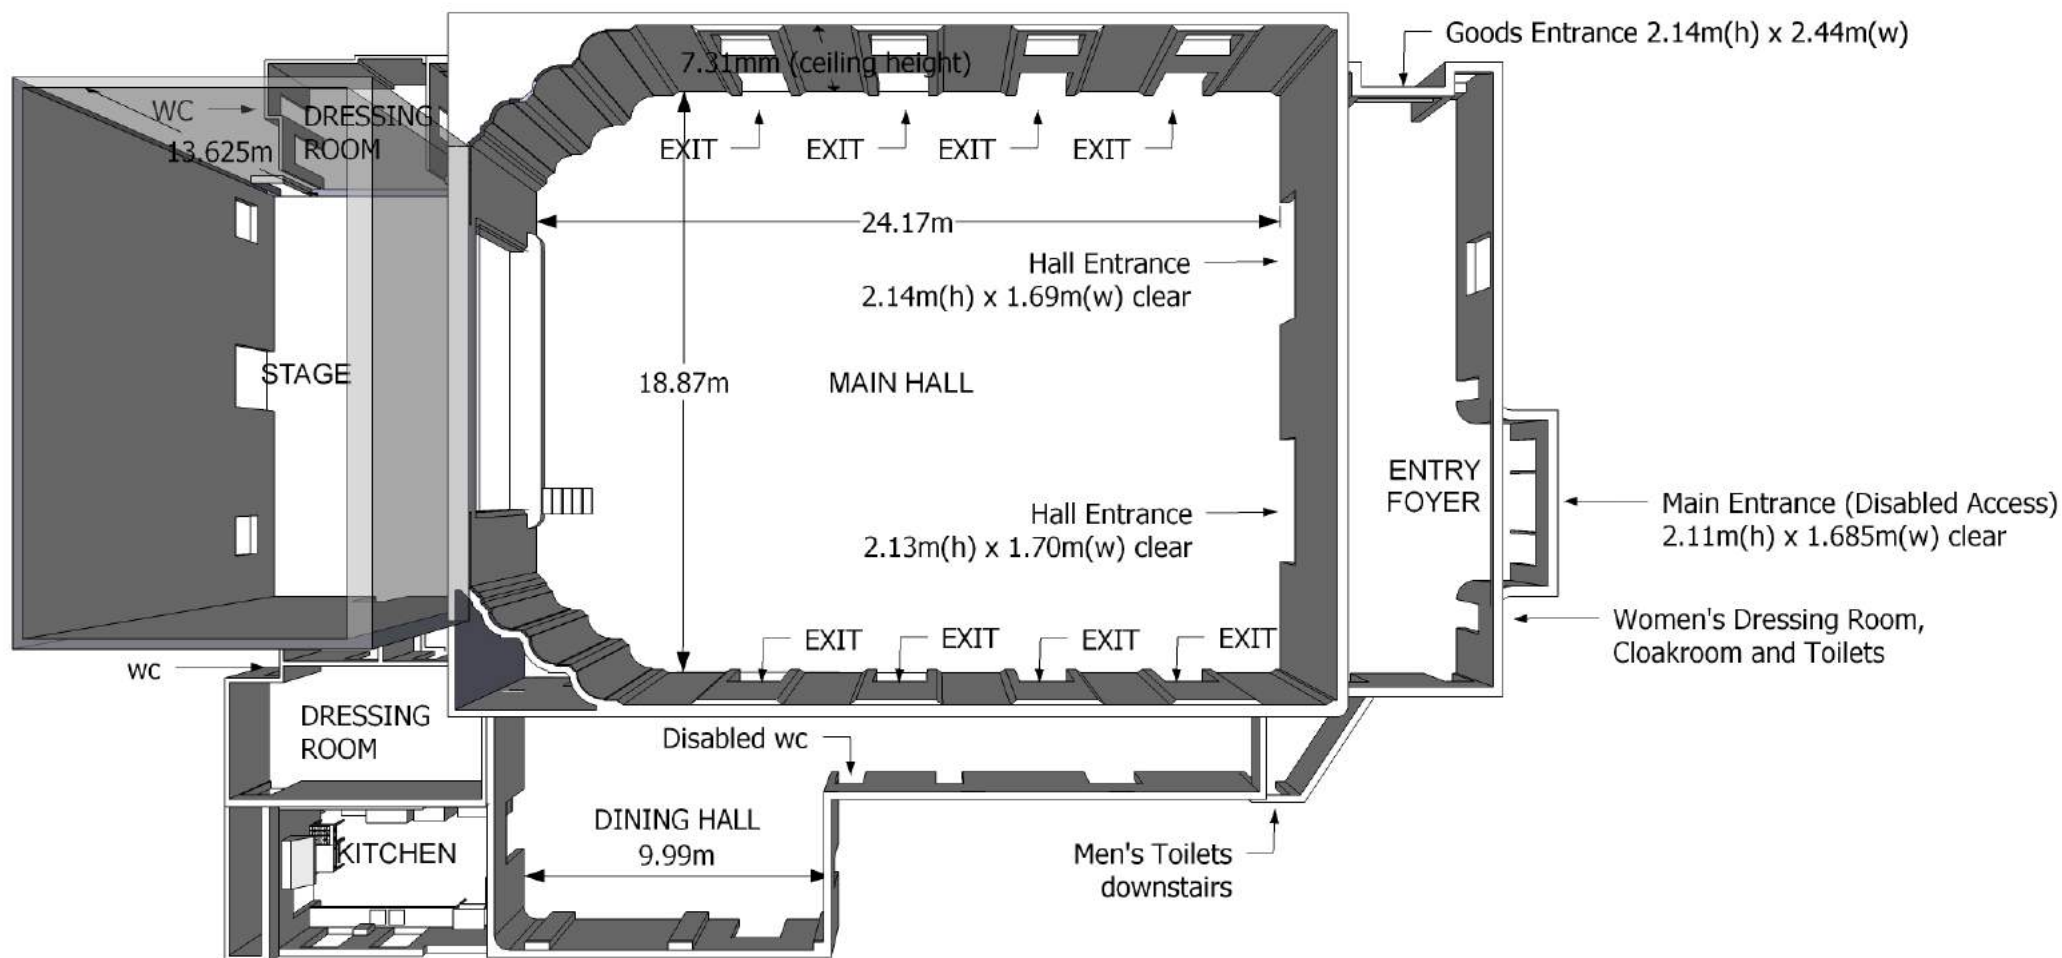 Goods Entrance 2.14m(h) x 2.44m(w)
7.31mm (ceiling height)
WC
DRESSING
ROOM
13.625m
EXIT
EXIT
EXIT
EXIT
24.17m
Hall Entrance
2.14m(h) x 1.69m(w) clear
STAGE
18.87m
MAIN HALL
ENTRY
FOYER
Main Entrance (Disabled Access)
2.11m(h) x 1.685m(w) clear
Hall Entrance
2.13m(h) x 1.70m(w) clear
Women's Dressing Room,
Cloakroom and Toilets
EXIT
EXIT
EXIT
EXIT
wc
DRESSING
ROOM
Disabled wc
DINING HALL
9.99m
KITCHEN
Men's Toilets
downstairs